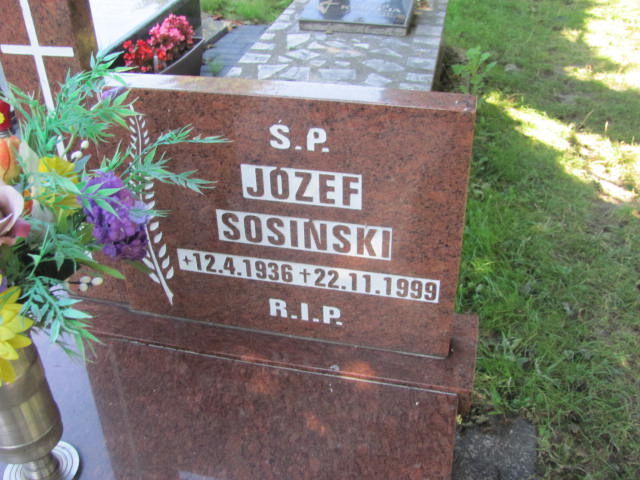 Ś.P.
JÓZEF
SOSIŃSKI
+12.4.1936 +22.11.1999
R.I.P.